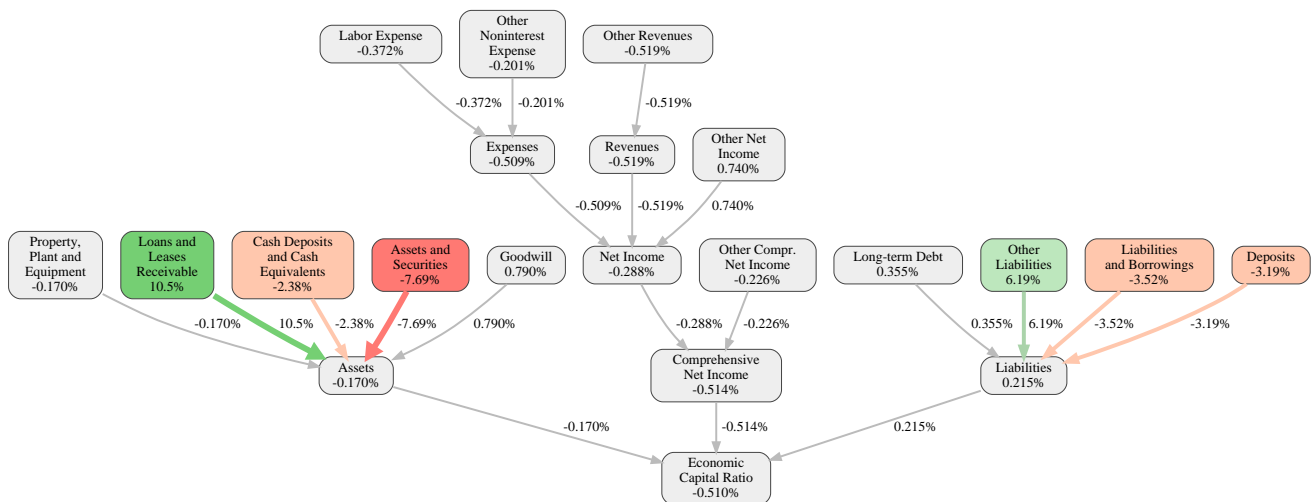 Labor Expense
-0.372%
Other
Noninterest
Expense
-0.201%
Other Revenues
-0.519%
-0.372%
-0.201%
-0.519%
Expenses
-0.509%
Revenues
-0.519%
Other Net
Income
0.740%
-0.509%
-0.519%
0.740%
Property,
Plant and
Equipment
-0.170%
Loans and
Leases
Receivable
10.5%
Cash Deposits
and Cash
Equivalents
-2.38%
Assets and
Securities
-7.69%
Goodwill
0.790%
Net Income
-0.288%
Other Compr.
Net Income
-0.226%
Long-term Debt
0.355%
Other
Liabilities
6.19%
Liabilities
and Borrowings
-3.52%
Deposits
-3.19%
-0.170%
10.5%
-2.38%
-7.69%
0.790%
-0.288%
-0.226%
0.355%
6.19%
-3.52%
-3.19%
Assets
-0.170%
Comprehensive
Net Income
-0.514%
Liabilities
0.215%
-0.170%
-0.514%
0.215%
Economic
Capital Ratio
-0.510%